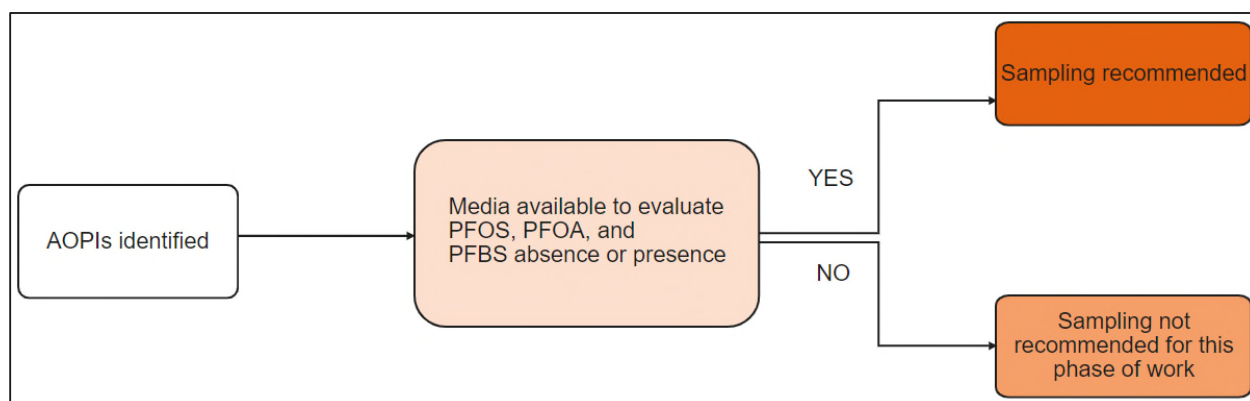 AOPIs identified
Media available to evaluate
PFOS, PFOA, and
PFBS absence or presence
YES
Sampling recommended
NO
Sampling not
recommended for this
phase of work